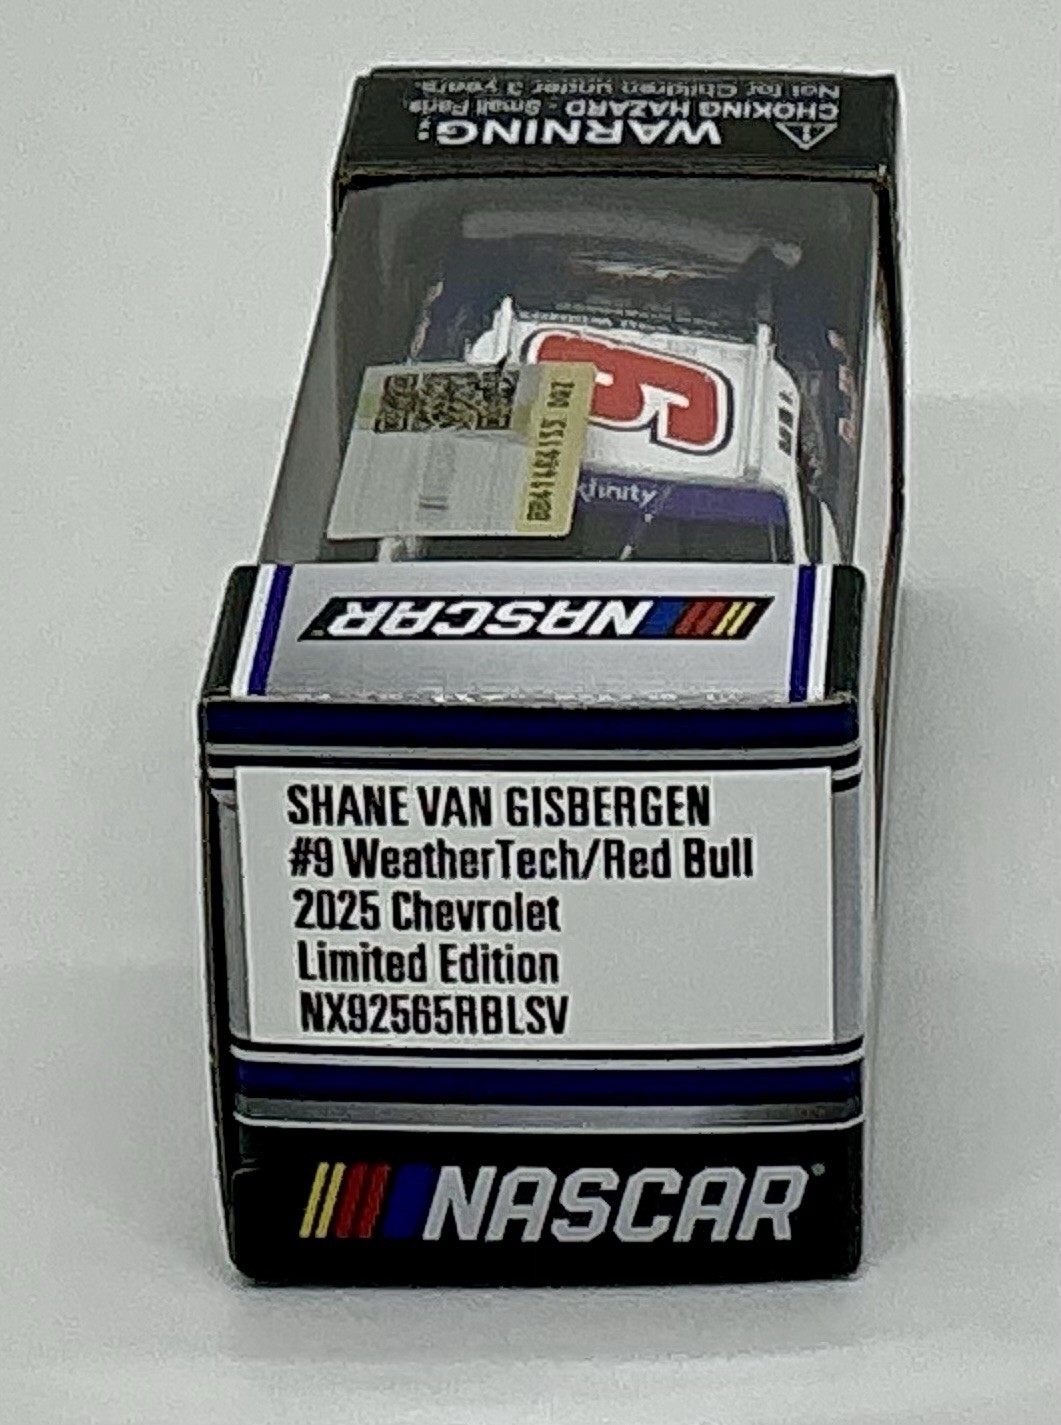 WARNING:
CHOKING HAZARD - Small Parts
Not for Children under 3 years.
9
xfinity
NASCAR
SHANE VAN GISBERGEN
#9 WeatherTech/Red Bull
2025 Chevrolet
Limited Edition
NX92565RBLSV
NASCAR